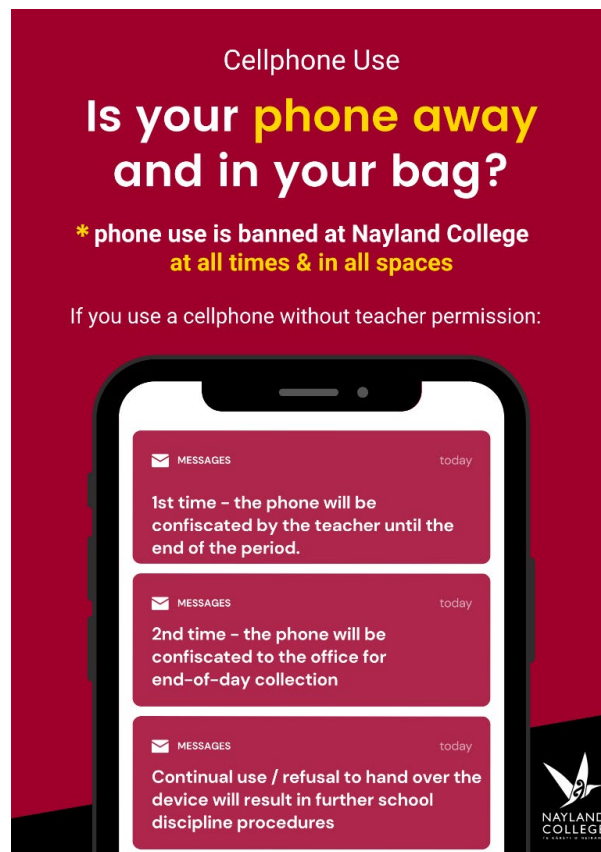 Cellphone Use
Is your phone away
and in your bag?
* phone use is banned at Nayland College
at all times & in all spaces
If you use a cellphone without teacher permission:
MESSAGES today
1st time - the phone will be
confiscated by the teacher until the
end of the period.
MESSAGES today
2nd time - the phone will be
confiscated to the office for
end-of-day collection
MESSAGES today
Continual use / refusal to hand over the
device will result in further school
discipline procedures
NAYLAND
COLLEGE